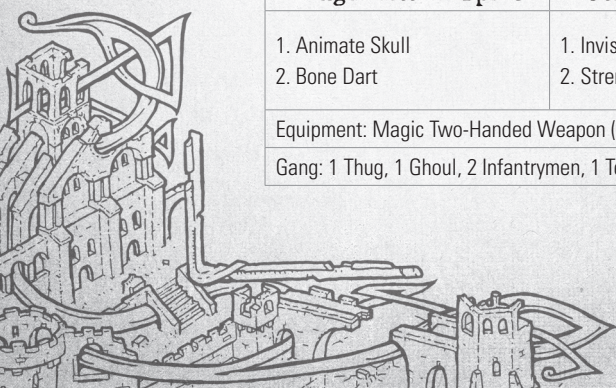 1. Animate Skull
2. Bone Dart
1. Invis
2. Stre
Equipment: Magic Two-Handed Weapon (
Gang: 1 Thug, 1 Ghoul, 2 Infantrymen, 1 T